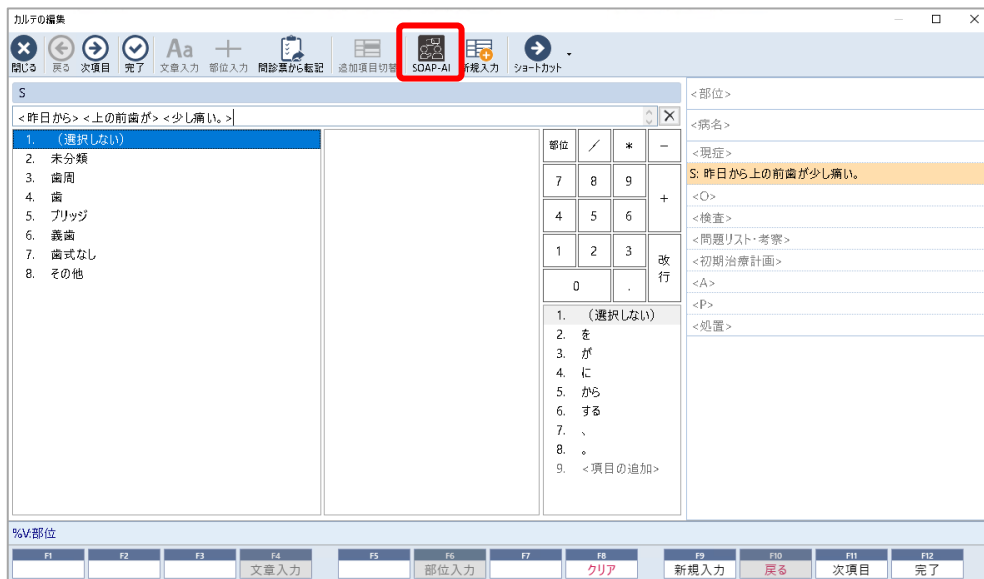 カルテの編集
閉じる 戻る 次項目 完了 文章入力 部位入力 問診票から転記 追加項目切替 SOAP-AI 新規入力 ショートカット
S
<昨日から> <上の前歯が> <少し痛い。>
1. (選択しない)
2. 未分類
3. 歯周
4. 歯
5. ブリッジ
6. 義歯
7. 歯式なし
8. その他
部位 / * -
7 8 9 +
4 5 6
1 2 3 改行
0 .
1. (選択しない)
2. を
3. が
4. に
5. から
6. する
7. 、
8. 。
9. <項目の追加>
<部位>
<病名>
<現症>
S: 昨日から上の前歯が少し痛い。
<O>
<検査>
<問題リスト・考察>
<初期治療計画>
<A>
<P>
<処置>
%V:部位
F1 F2 F3 F4 F5 F6 F7 F8 F9 F10 F11 F12
文章入力 部位入力 クリア 新規入力 戻る 次項目 完了